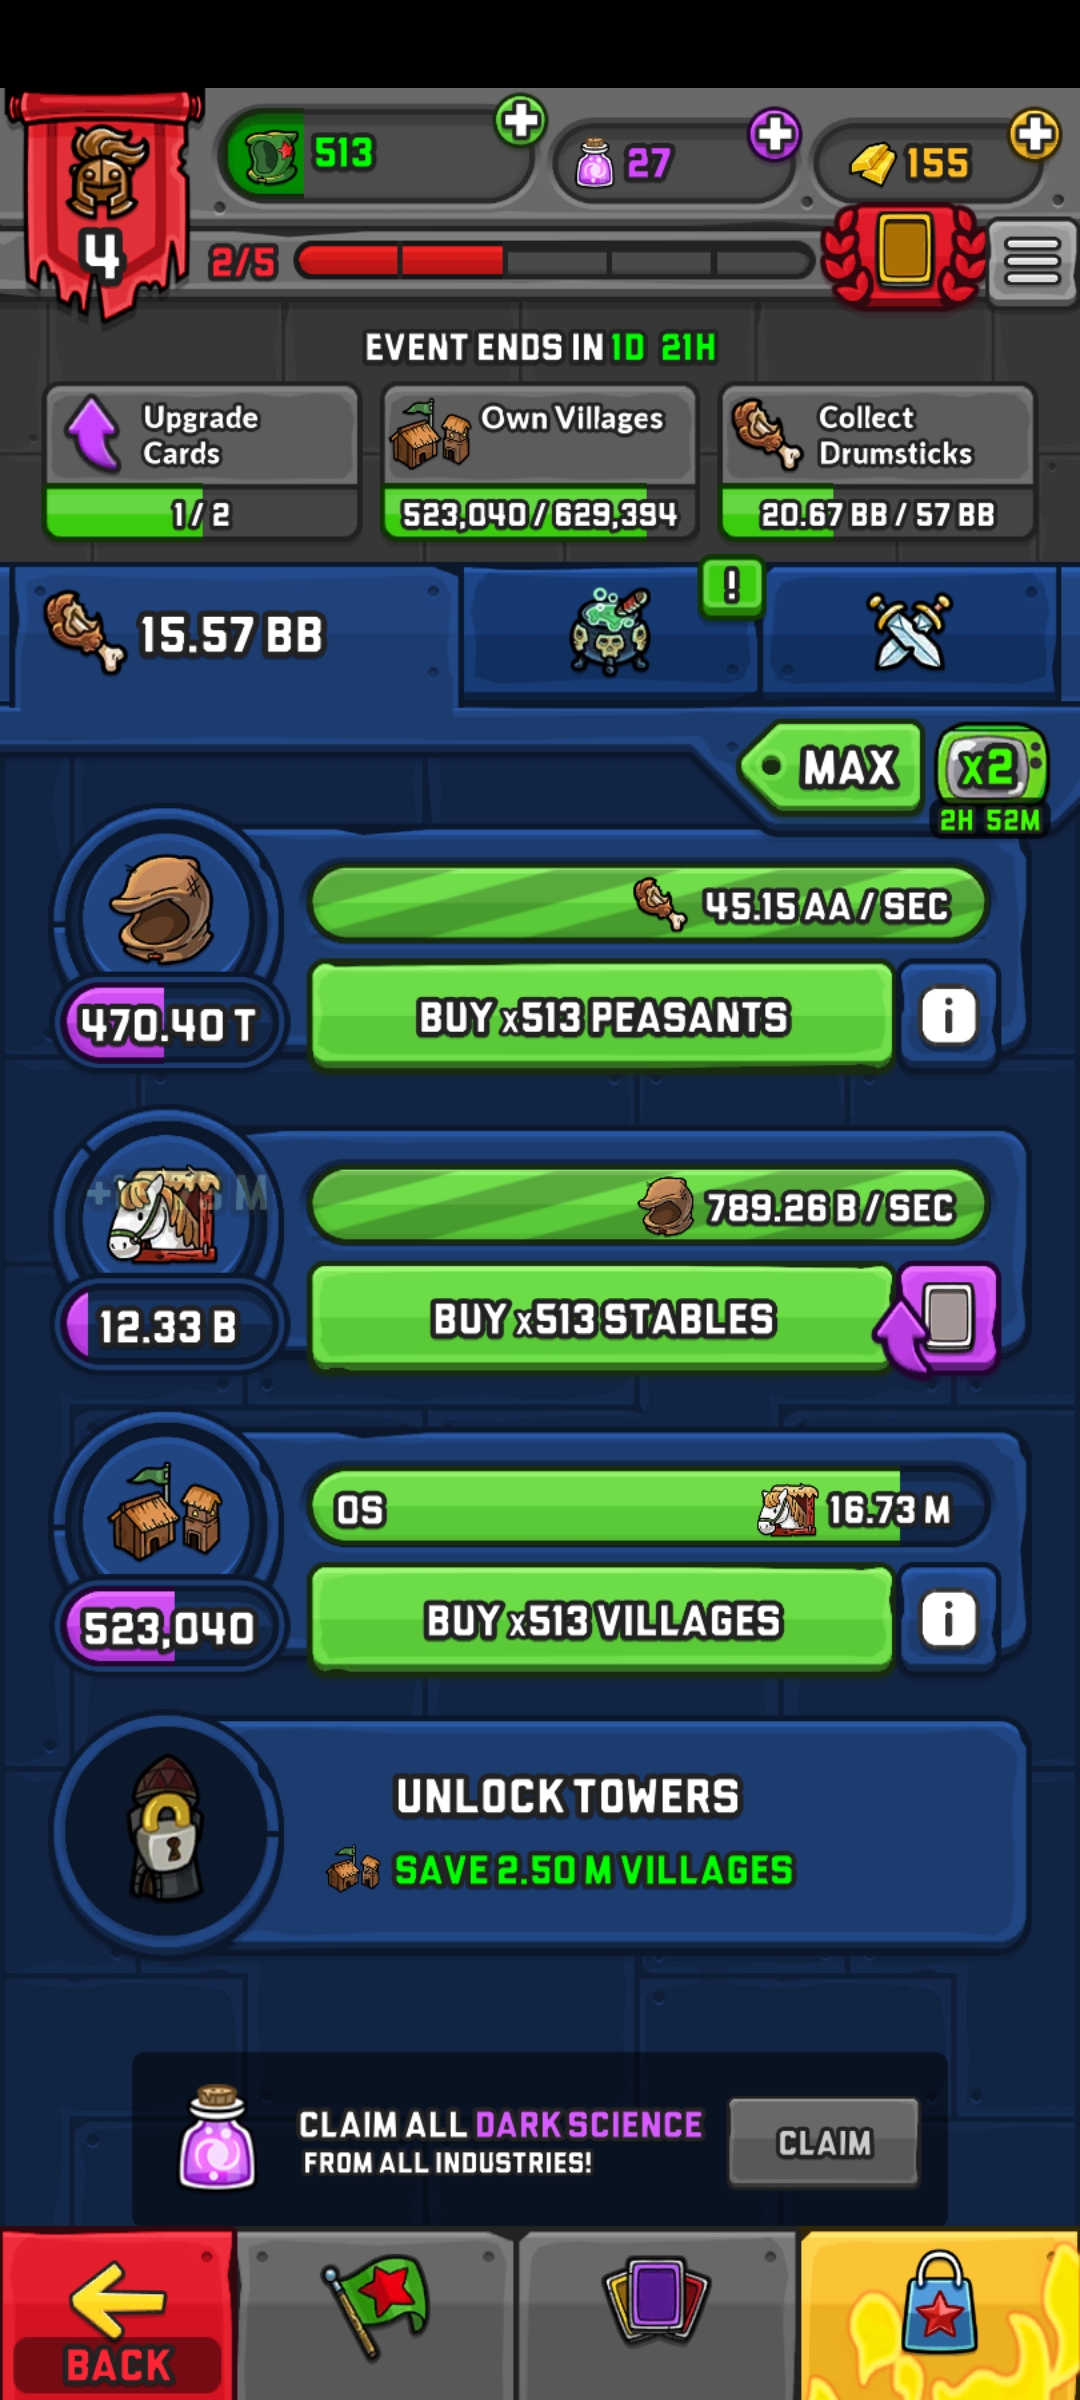 513
27
155
4
2/5
EVENT ENDS IN 1D 21H
Upgrade
Cards
1/2
Own Villages
523,040/629,394
Collect
Drumsticks
20.67 BB/57 BB
15.57 BB
!
MAX
x2
2H 52M
45.15 AA/SEC
470.40 T
BUY x513 PEASANTS
i
789.26 B/SEC
12.33 B
BUY x513 STABLES
0S
16.73 M
523,040
BUY x513 VILLAGES
i
UNLOCK TOWERS
SAVE 2.50 M VILLAGES
CLAIM ALL DARK SCIENCE
FROM ALL INDUSTRIES!
CLAIM
BACK